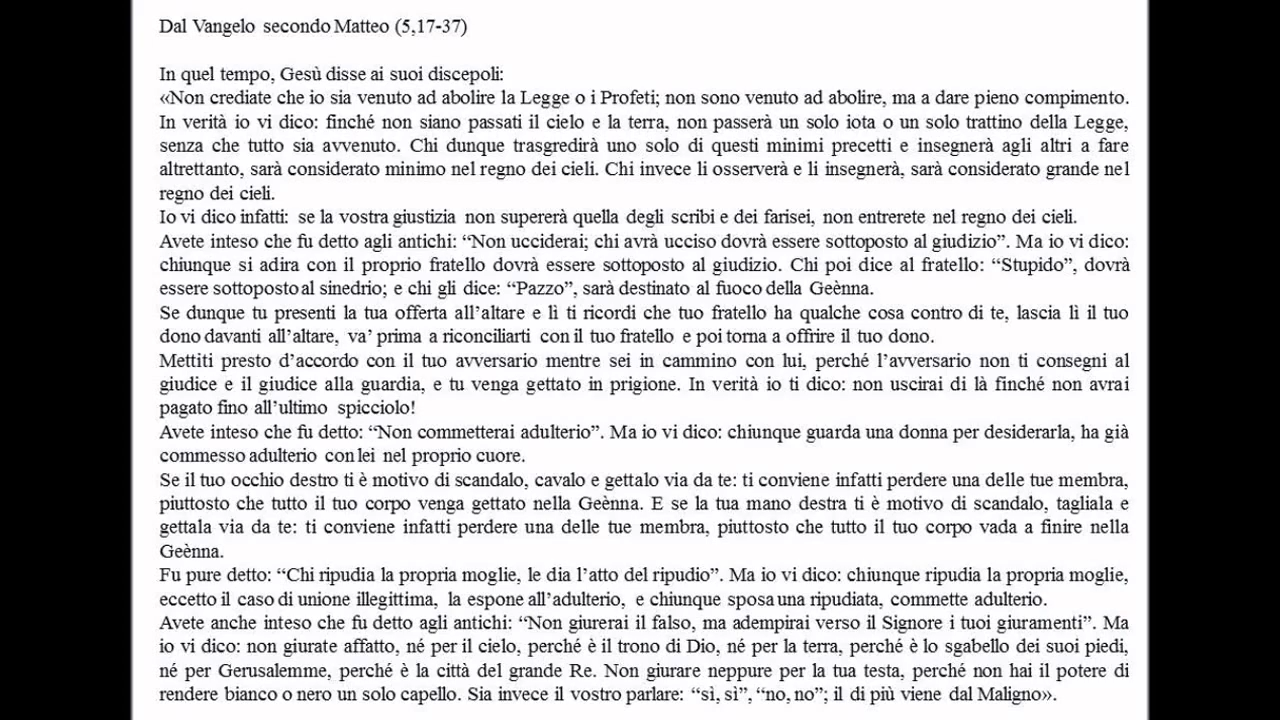 Dal Vangelo secondo Matteo (5,17-37)
In quel tempo, Gesù disse ai suoi discepoli:
«Non crediate che io sia venuto ad abolire la Legge o i Profeti; non sono venuto ad abolire, ma a dare pieno compimento.
In verità io vi dico: finché non siano passati il cielo e la terra, non passerà un solo iota o un solo trattino della Legge,
senza che tutto sia avvenuto. Chi dunque trasgredirà uno solo di questi minimi precetti e insegnerà agli altri a fare
altrettanto, sarà considerato minimo nel regno dei cieli. Chi invece li osserverà e li insegnerà, sarà considerato grande nel
regno dei cieli.
Io vi dico infatti: se la vostra giustizia non supererà quella degli scribi e dei farisei, non entrerete nel regno dei cieli.
Avete inteso che fu detto agli antichi: “Non ucciderai; chi avrà ucciso dovrà essere sottoposto al giudizio”. Ma io vi dico:
chiunque si adira con il proprio fratello dovrà essere sottoposto al giudizio. Chi poi dice al fratello: “Stupido”, dovrà
essere sottoposto al sinedrio; e chi gli dice: “Pazzo”, sarà destinato al fuoco della Geènna.
Se dunque tu presenti la tua offerta all’altare e lì ti ricordi che tuo fratello ha qualche cosa contro di te, lascia lì il tuo
dono davanti all’altare, va’ prima a riconciliarti con il tuo fratello e poi torna a offrire il tuo dono.
Mettiti presto d’accordo con il tuo avversario mentre sei in cammino con lui, perché l’avversario non ti consegni al
giudice e il giudice alla guardia, e tu venga gettato in prigione. In verità io ti dico: non uscirai di là finché non avrai
pagato fino all’ultimo spicciolo!
Avete inteso che fu detto: “Non commetterai adulterio”. Ma io vi dico: chiunque guarda una donna per desiderarla, ha già
commesso adulterio con lei nel proprio cuore.
Se il tuo occhio destro ti è motivo di scandalo, cavalo e gettalo via da te: ti conviene infatti perdere una delle tue membra,
piuttosto che tutto il tuo corpo venga gettato nella Geènna. E se la tua mano destra ti è motivo di scandalo, tagliala e
gettala via da te: ti conviene infatti perdere una delle tue membra, piuttosto che tutto il tuo corpo vada a finire nella
Geènna.
Fu pure detto: “Chi ripudia la propria moglie, le dia l’atto del ripudio”. Ma io vi dico: chiunque ripudia la propria moglie,
eccetto il caso di unione illegittima, la espone all’adulterio, e chiunque sposa una ripudiata, commette adulterio.
Avete anche inteso che fu detto agli antichi: “Non giurerai il falso, ma adempirai verso il Signore i tuoi giuramenti”. Ma
io vi dico: non giurate affatto, né per il cielo, perché è il trono di Dio, né per la terra, perché è lo sgabello dei suoi piedi,
né per Gerusalemme, perché è la città del grande Re. Non giurare neppure per la tua testa, perché non hai il potere di
rendere bianco o nero un solo capello. Sia invece il vostro parlare: “sì, sì”, “no, no”; il di più viene dal Maligno».